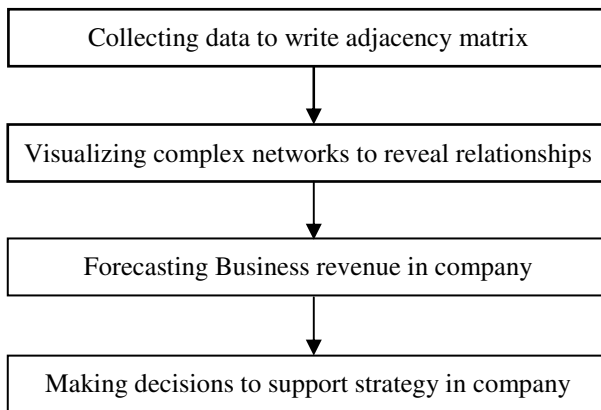 Collecting data to write adjacency matrix
Visualizing complex networks to reveal relationships
Forecasting Business revenue in company
Making decisions to support strategy in company